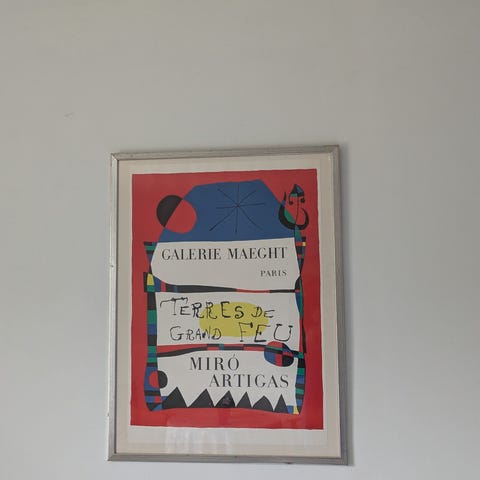 GALERIE MAEGHT
PARIS
TERRES DE
GRAND FEU
MIRÓ
ARTIGAS